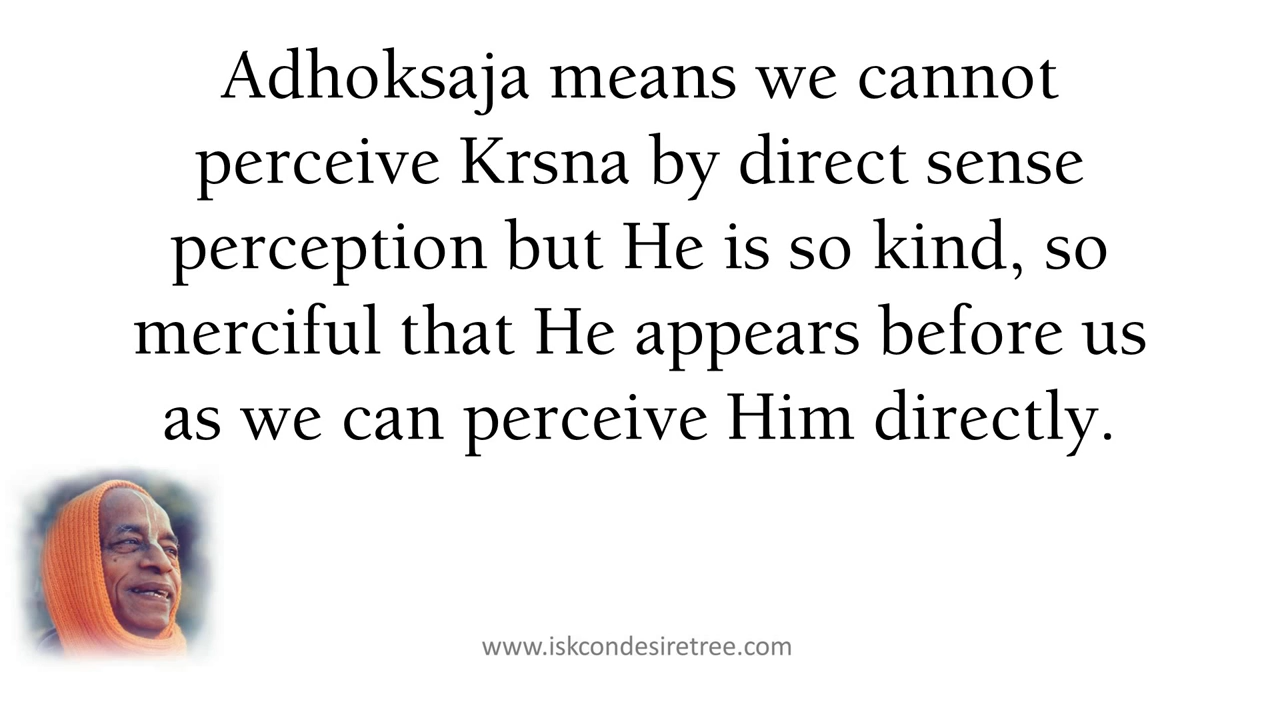 Adhoksaja means we cannot
perceive Krsna by direct sense
perception but He is so kind, so
merciful that He appears before us
as we can perceive Him directly.
www.iskcondesiretree.com